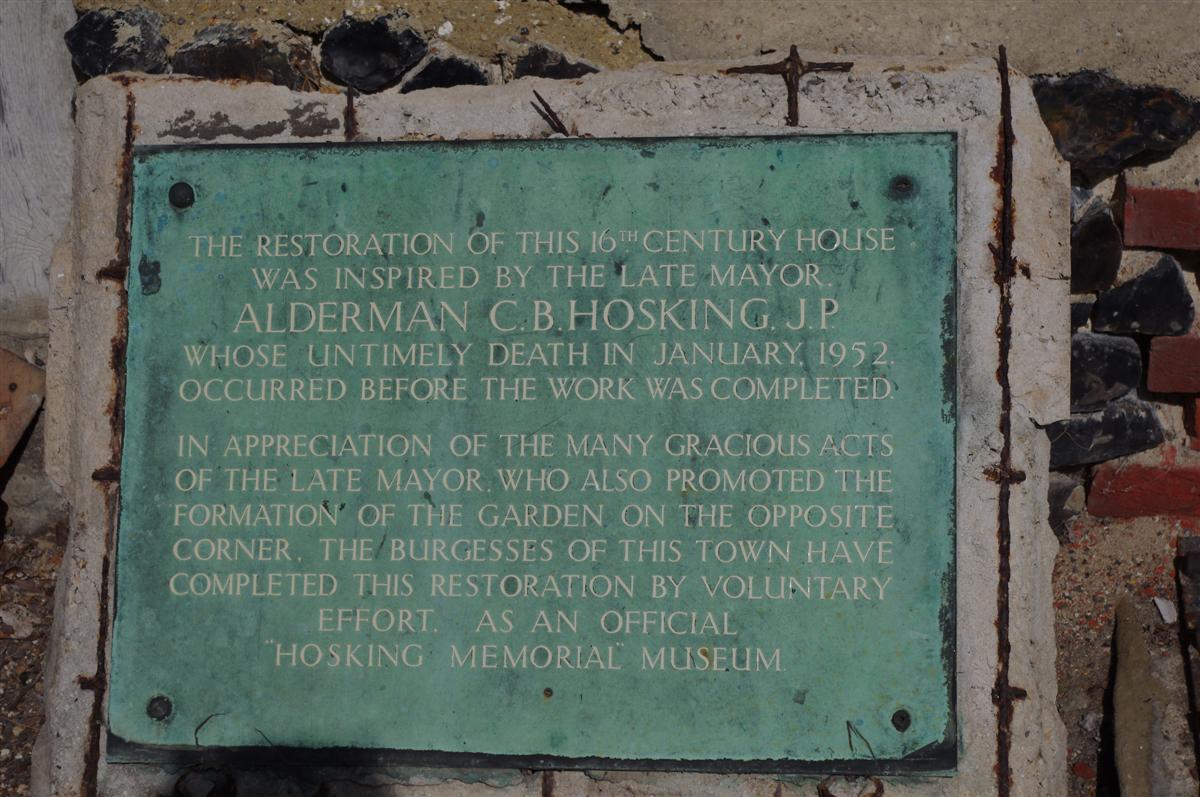 THE RESTORATION OF THIS 16TH CENTURY HOUSE
WAS INSPIRED BY THE LATE MAYOR.
ALDERMAN C.B. HOSKING. J.P.
WHOSE UNTIMELY DEATH IN JANUARY, 1952.
OCCURRED BEFORE THE WORK WAS COMPLETED.
IN APPRECIATION OF THE MANY GRACIOUS ACTS
OF THE LATE MAYOR, WHO ALSO PROMOTED THE
FORMATION OF THE GARDEN ON THE OPPOSITE
CORNER, THE BURGESSES OF THIS TOWN HAVE
COMPLETED THIS RESTORATION BY VOLUNTARY
EFFORT. AS AN OFFICIAL
"HOSKING MEMORIAL" MUSEUM.